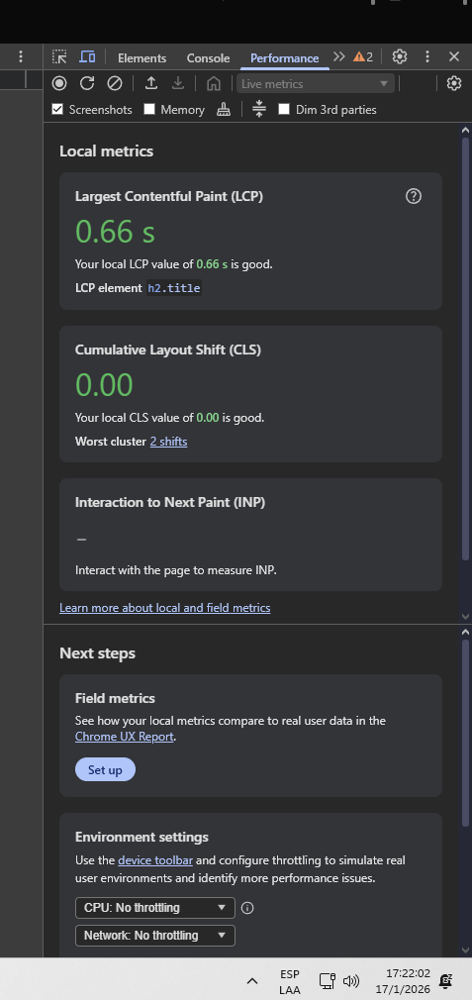 Elements Console Performance 2
Live metrics
Screenshots Memory Dim 3rd parties
Local metrics
Largest Contentful Paint (LCP)
0.66 s
Your local LCP value of 0.66 s is good.
LCP element h2.title
Cumulative Layout Shift (CLS)
0.00
Your local CLS value of 0.00 is good.
Worst cluster 2 shifts
Interaction to Next Paint (INP)
–
Interact with the page to measure INP.
Learn more about local and field metrics
Next steps
Field metrics
See how your local metrics compare to real user data in the
Chrome UX Report.
Set up
Environment settings
Use the device toolbar and configure throttling to simulate real
user environments and identify more performance issues.
CPU: No throttling
Network: No throttling
ESP
LAA
17:22:02
17/1/2026